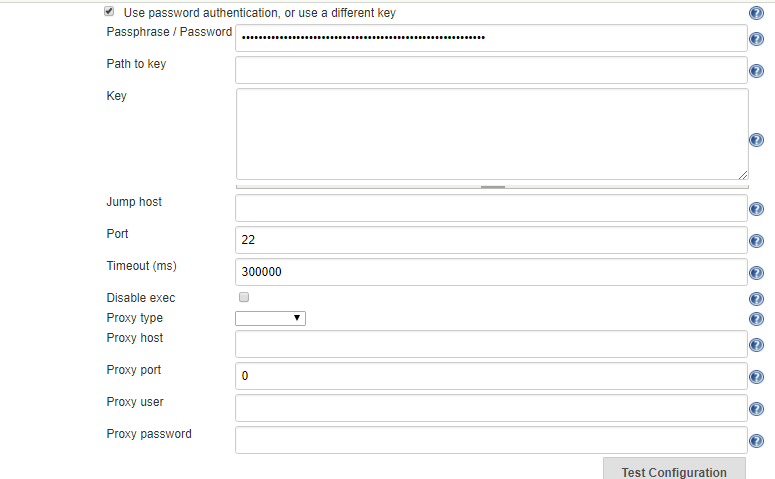 Use password authentication, or use a different key
Passphrase / Password ••••••••••••••••••••••••••••••••••••••••••••••••••••••••••••
Path to key
Key
Jump host
Port 22
Timeout (ms) 300000
Disable exec
Proxy type
Proxy host
Proxy port 0
Proxy user
Proxy password
Test Configuration